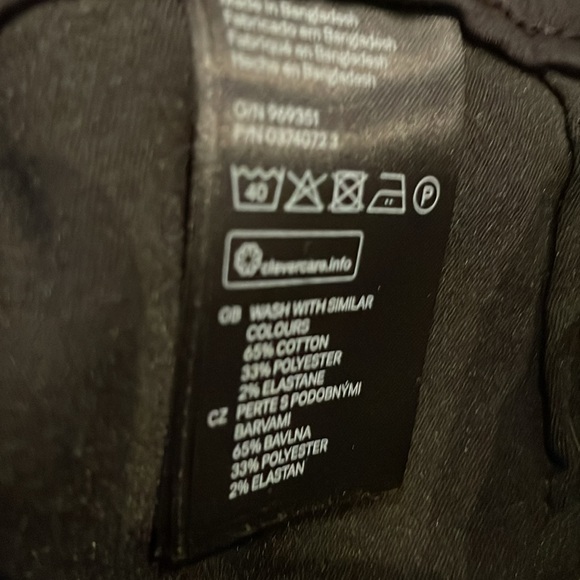 Made in Bangladesh
Fabricado em Bangladesh
Fabriqué en Bangladesh
Hecho en Bangladesh
O/N 969351
P/N 0374072.3
40
P
clevercare.info
GB WASH WITH SIMILAR
COLOURS
65% COTTON
33% POLYESTER
2% ELASTANE
CZ PERTE S PODOBNÝMI
BARVAMI
65% BAVLNA
33% POLYESTER
2% ELASTAN